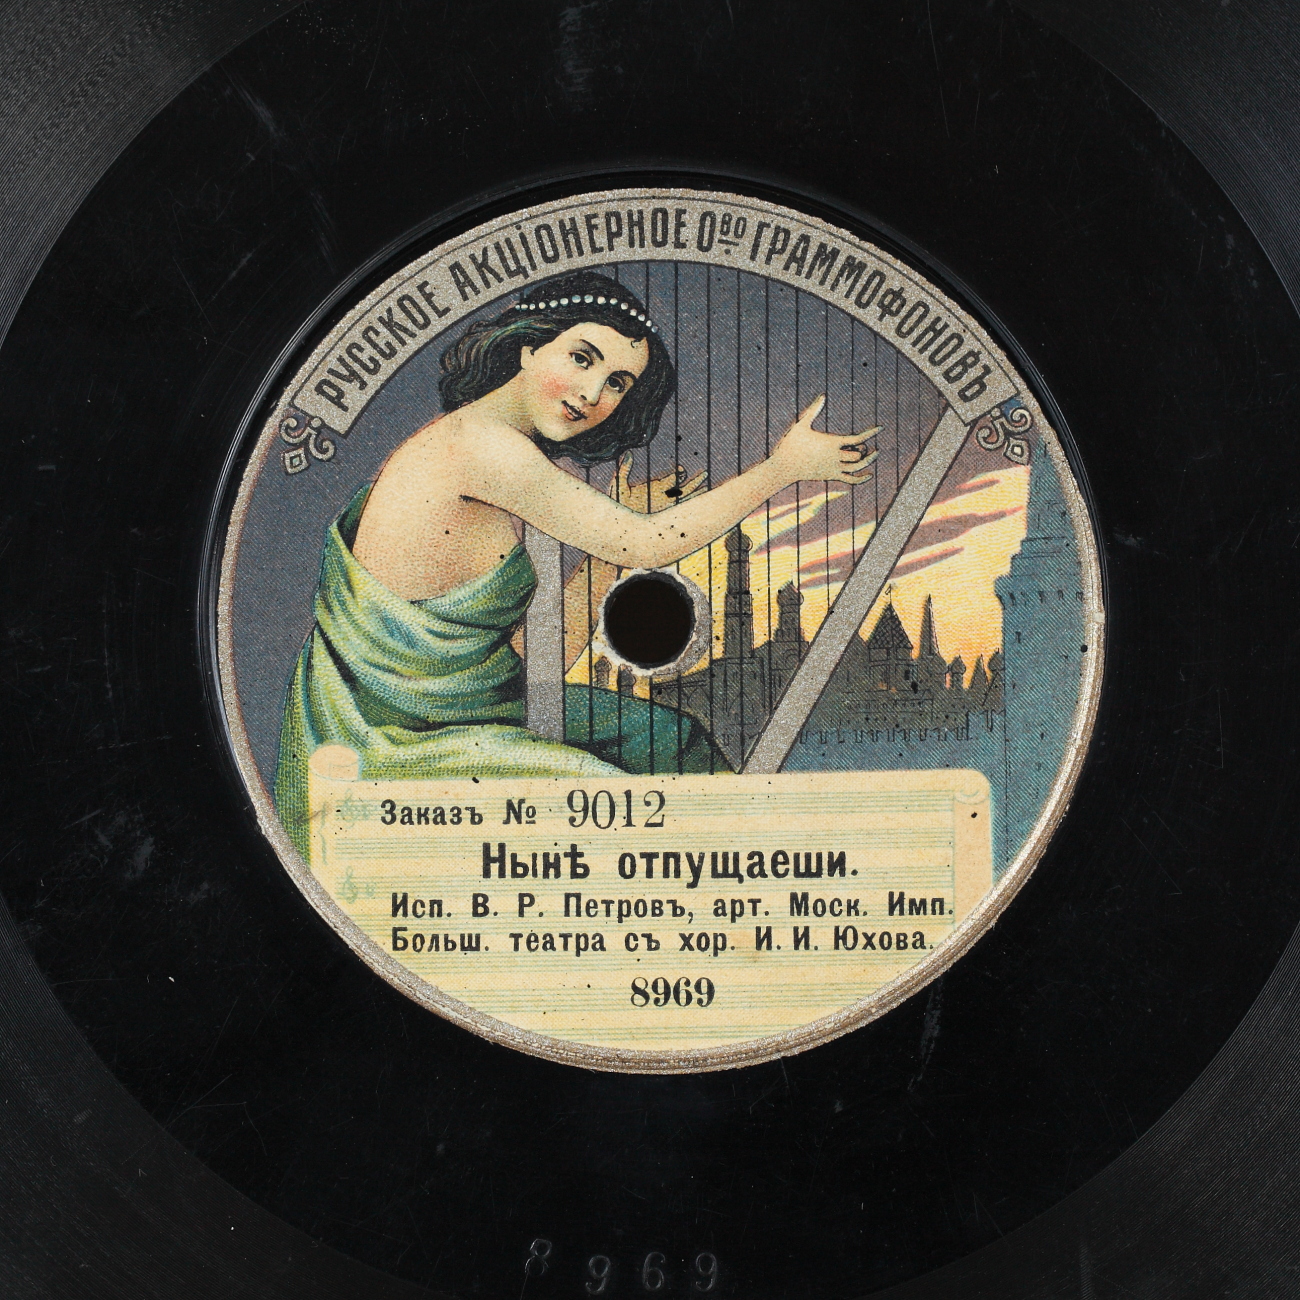 РУССКОЕ АКЦІОНЕРНОЕ О-ВО ГРАММОФОНОВЪ
Заказъ № 9012
Нынѣ отпущаеши.
Исп. В. Р. Петровъ, арт. Моск. Имп.
Больш. театра съ хор. И. И. Юхова.
8969
8969